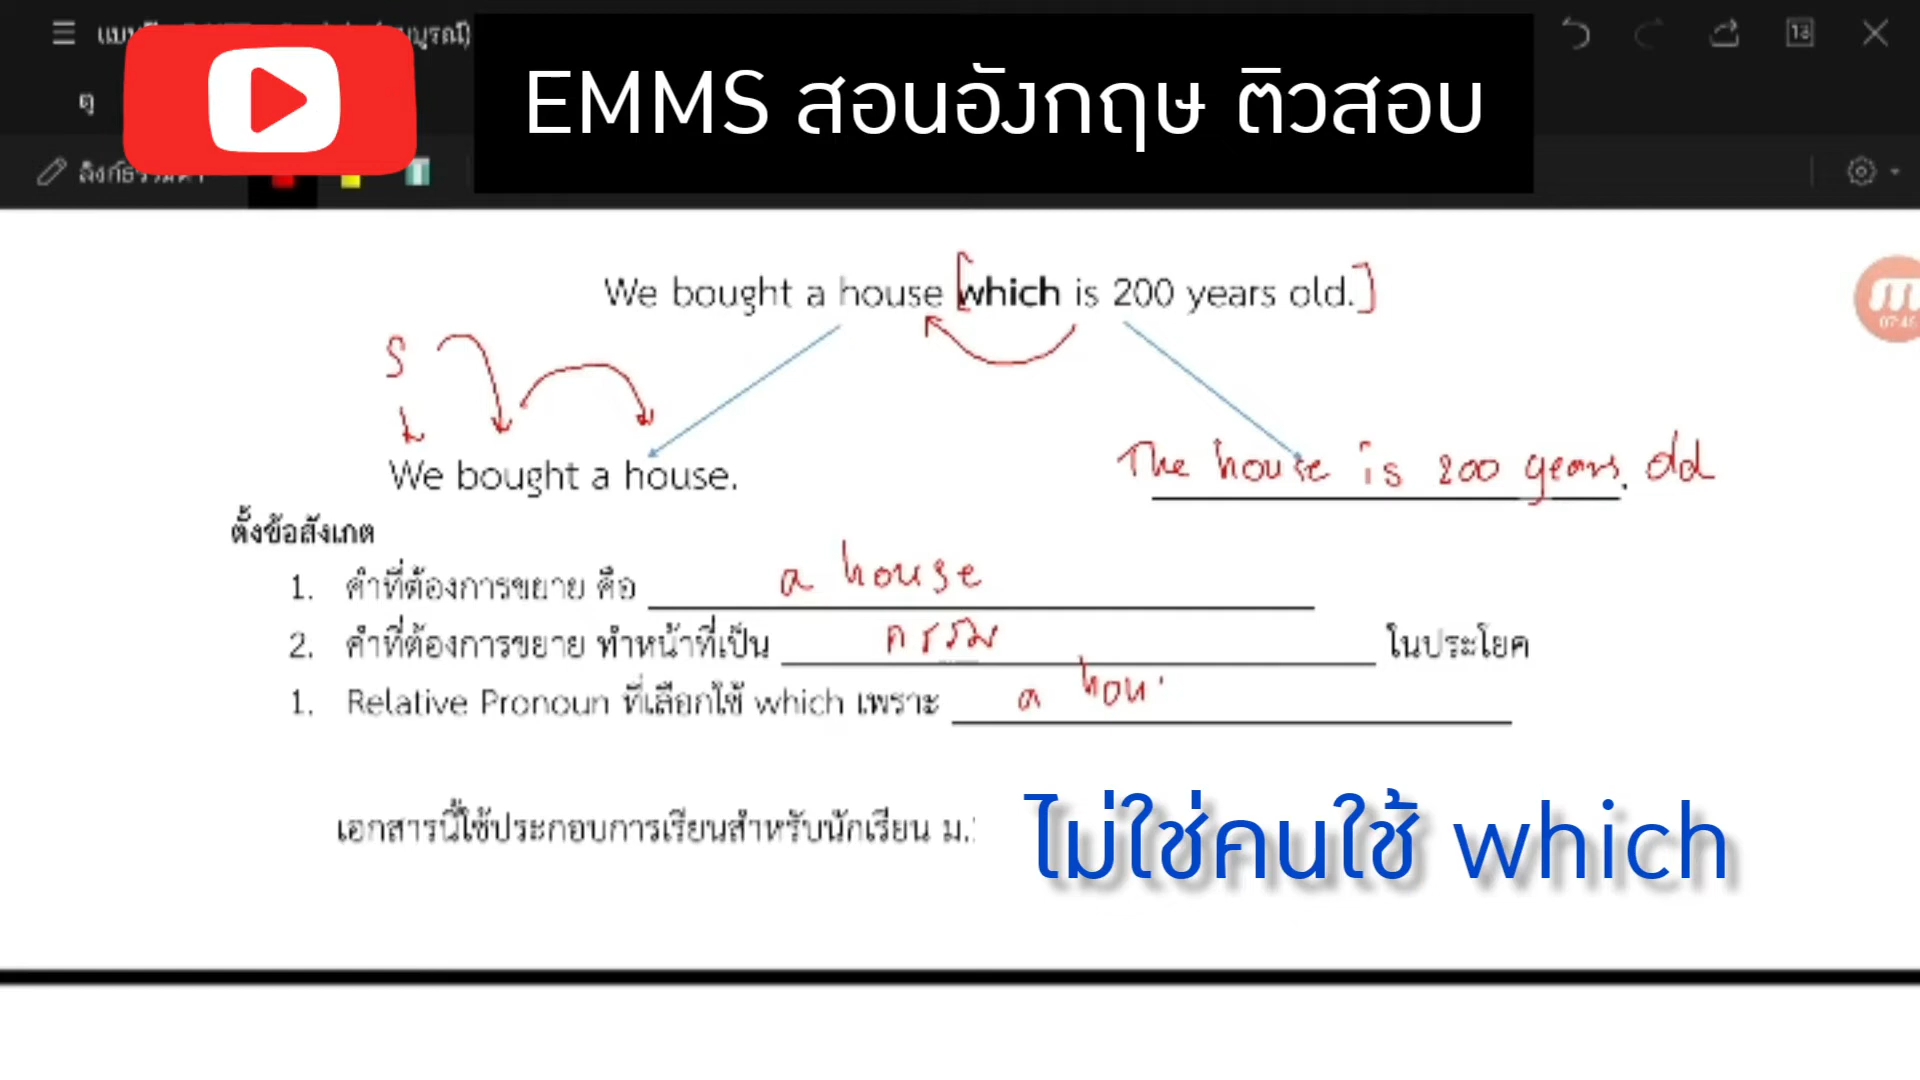 EMMS สอนอังกฤษ ติวสอบ
We bought a house [which is 200 years old.]
S
We bought a house.
The house is 200 years old
ตั้งข้อสังเกต
1. คำที่ต้องการขยาย คือ a house
2. คำที่ต้องการขยาย ทำหน้าที่เป็น กรรม ในประโยค
1. Relative Pronoun ที่เลือกใช้ which เพราะ a hou
เอกสารนี้ใช้ประกอบการเรียนสำหรับนักเรียน ม.
ไม่ใช่คนใช้ which